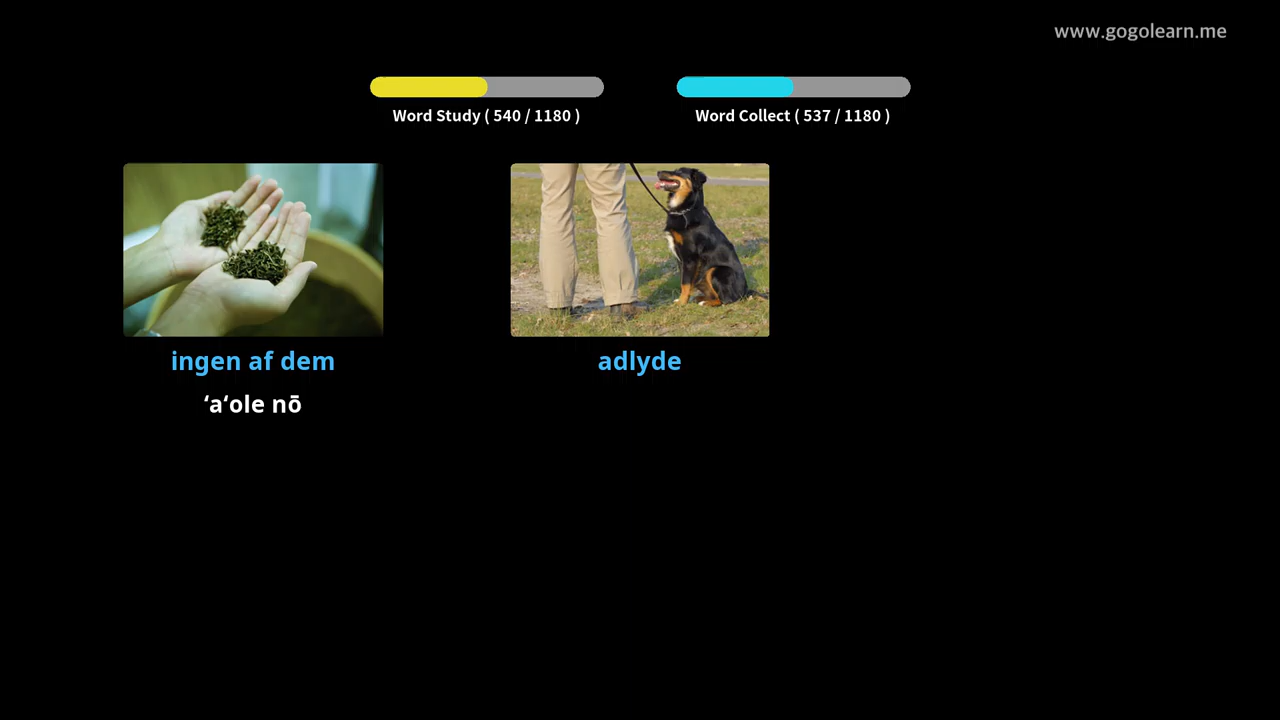 www.gogolearn.me
Word Study ( 540 / 1180 )
Word Collect ( 537 / 1180 )
ingen af dem
adlyde
ʻaʻole nō